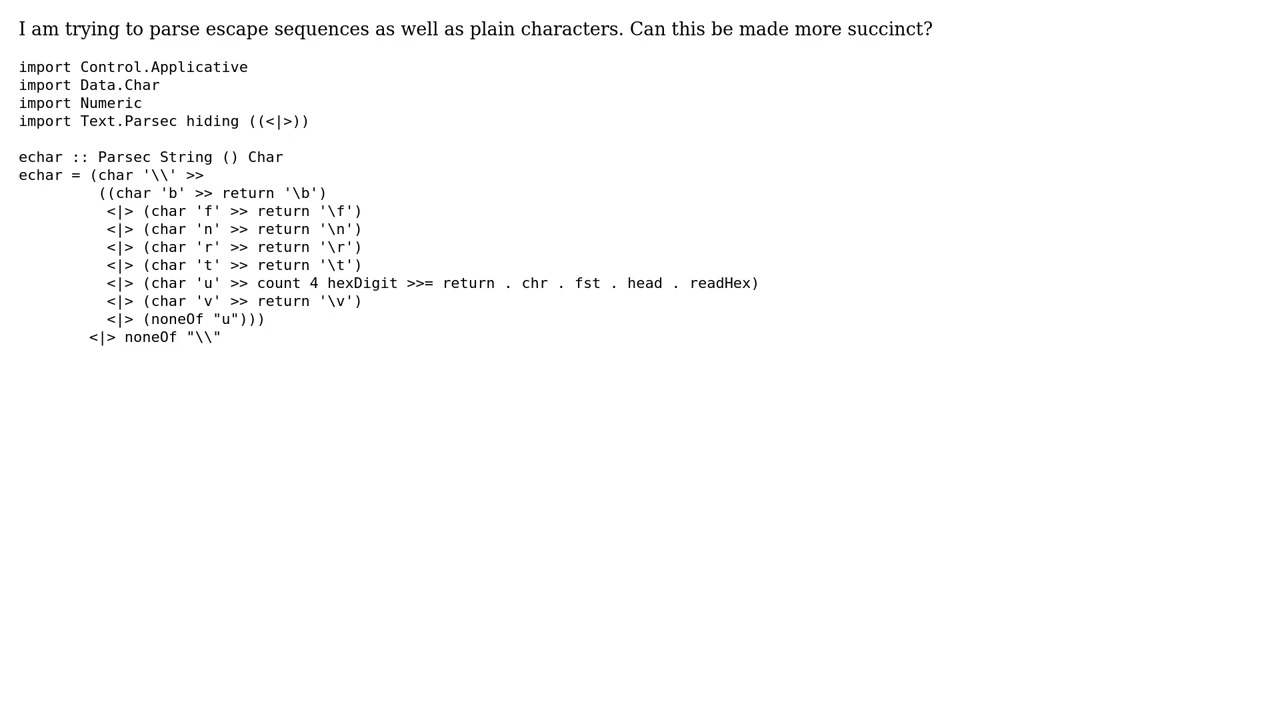 I am trying to parse escape sequences as well as plain characters. Can this be made more succinct?
import Control.Applicative
import Data.Char
import Numeric
import Text.Parsec hiding ((<|>))

echar :: Parsec String () Char
echar = (char '\\' >>
         ((char 'b' >> return '\b')
          <|> (char 'f' >> return '\f')
          <|> (char 'n' >> return '\n')
          <|> (char 'r' >> return '\r')
          <|> (char 't' >> return '\t')
          <|> (char 'u' >> count 4 hexDigit >>= return . chr . fst . head . readHex)
          <|> (char 'v' >> return '\v')
          <|> (noneOf "u")))
        <|> noneOf "\\"